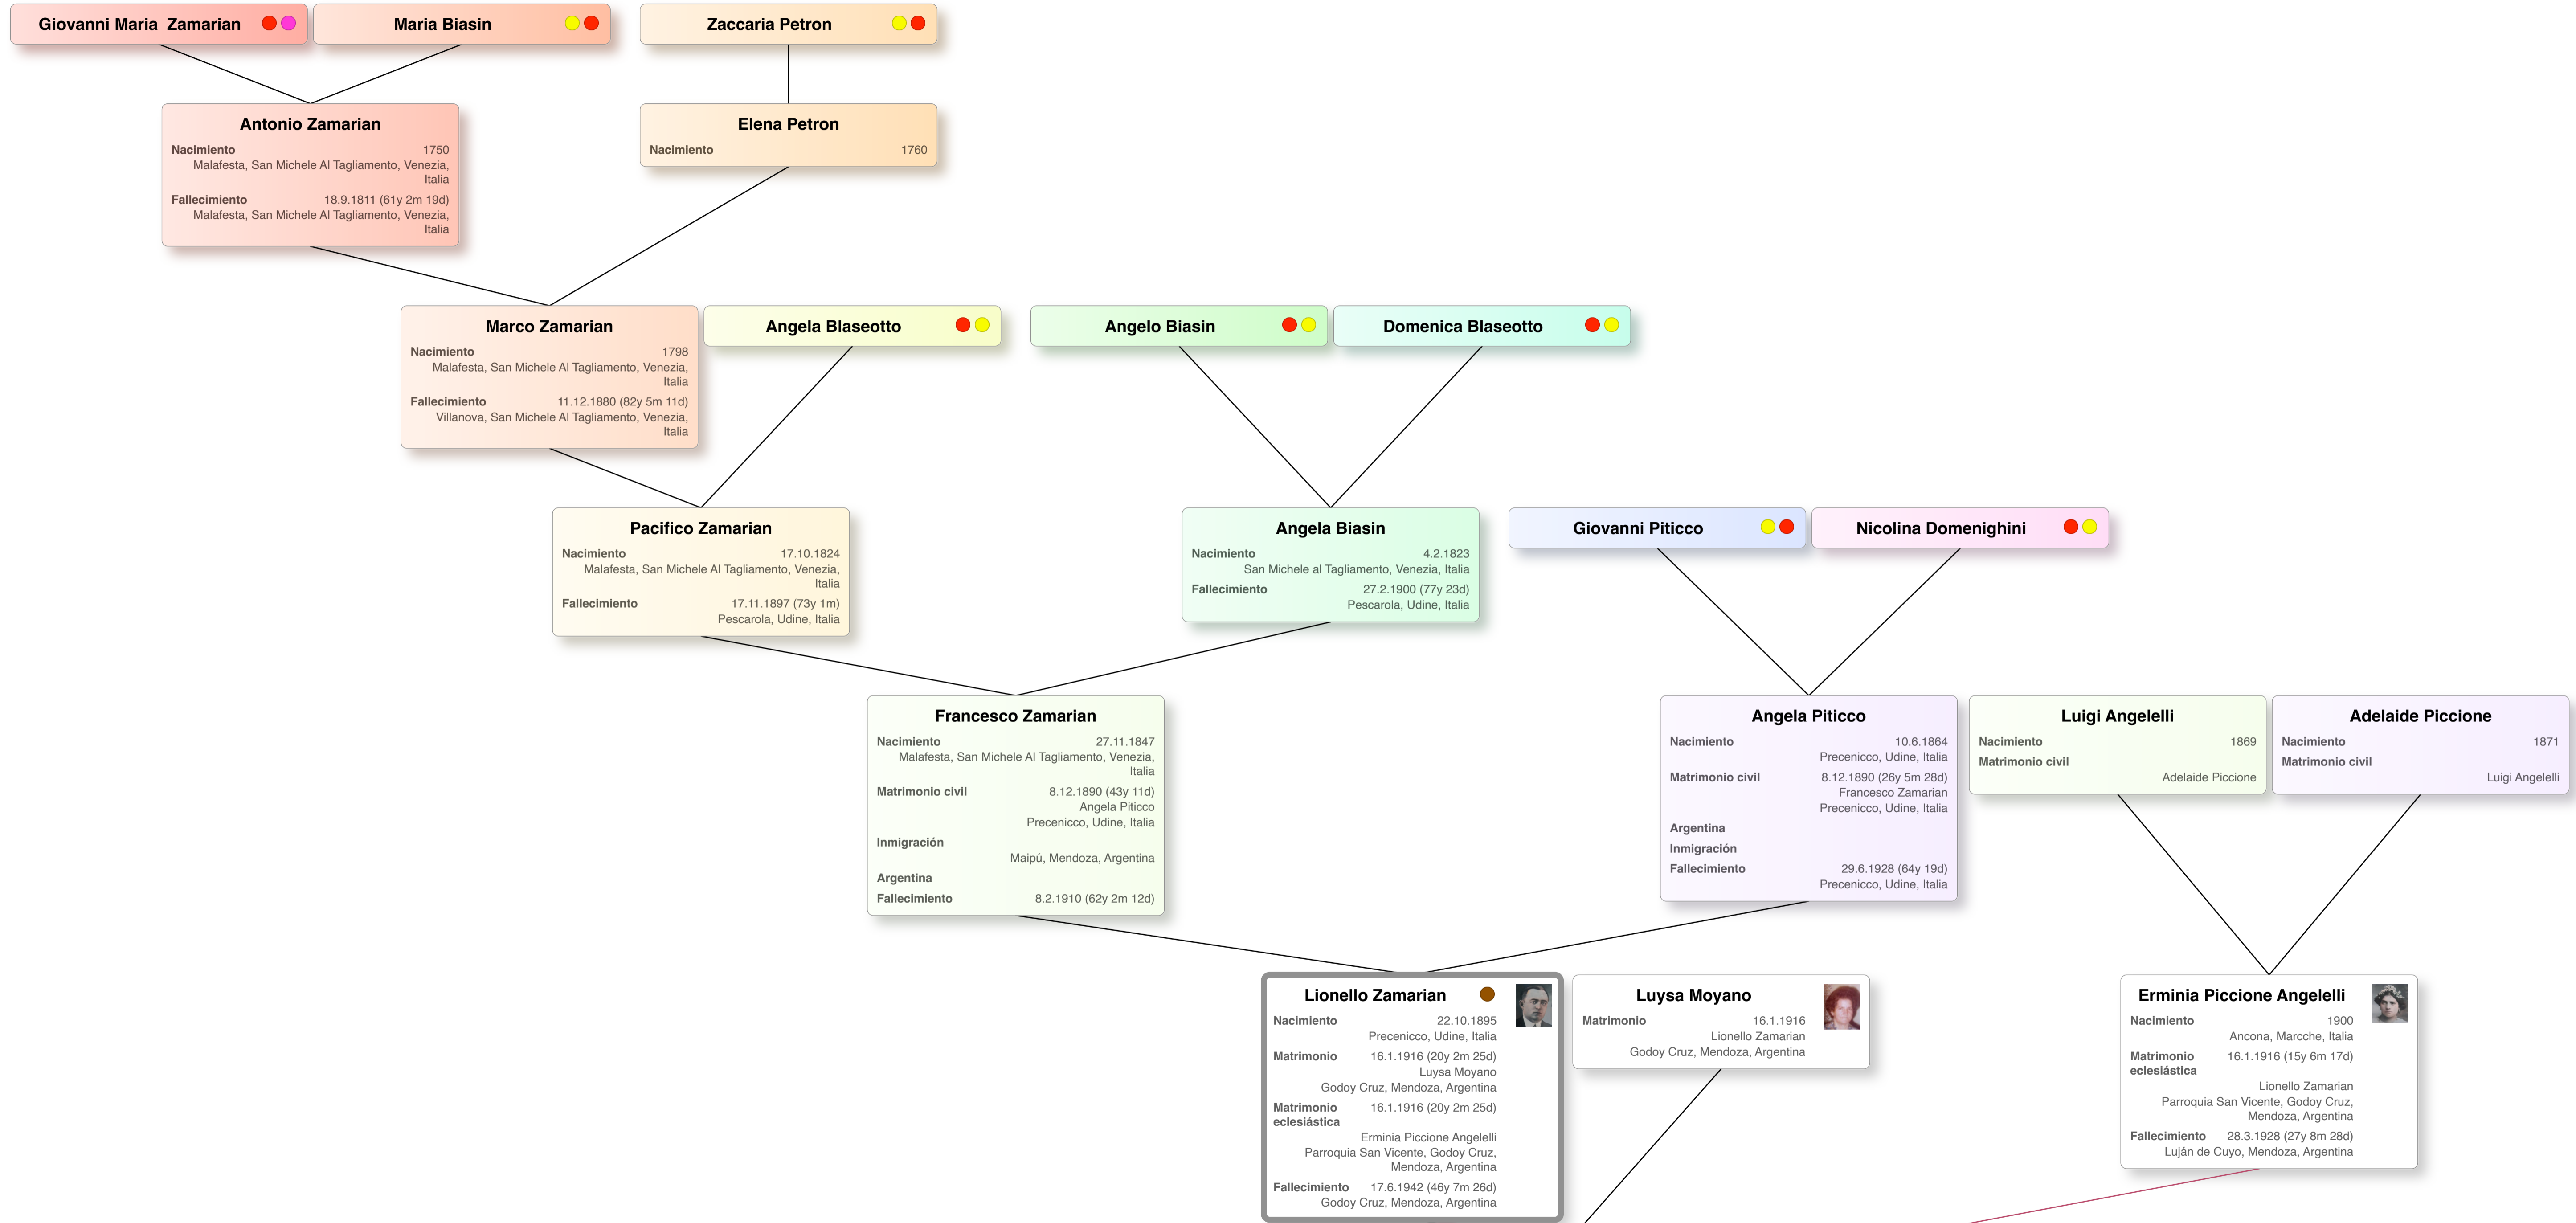 Giovanni Maria  Zamarian
Maria Biasin
Zaccaria Petron
Antonio Zamarian
Nacimiento 1750
Malafesta, San Michele Al Tagliamento, Venezia,
Italia
Fallecimiento 18.9.1811 (61y 2m 19d)
Malafesta, San Michele Al Tagliamento, Venezia,
Italia
Elena Petron
Nacimiento 1760
Marco Zamarian
Nacimiento 1798
Malafesta, San Michele Al Tagliamento, Venezia,
Italia
Fallecimiento 11.12.1880 (82y 5m 11d)
Villanova, San Michele Al Tagliamento, Venezia,
Italia
Angela Blaseotto
Angelo Biasin
Domenica Blaseotto
Pacifico Zamarian
Nacimiento 17.10.1824
Malafesta, San Michele Al Tagliamento, Venezia,
Italia
Fallecimiento 17.11.1897 (73y 1m)
Pescarola, Udine, Italia
Angela Biasin
Nacimiento 4.2.1823
San Michele al Tagliamento, Venezia, Italia
Fallecimiento 27.2.1900 (77y 23d)
Pescarola, Udine, Italia
Giovanni Piticco
Nicolina Domenighini
Francesco Zamarian
Nacimiento 27.11.1847
Malafesta, San Michele Al Tagliamento, Venezia,
Italia
Matrimonio civil 8.12.1890 (43y 11d)
Angela Piticco
Precenicco, Udine, Italia
Inmigración
Maipú, Mendoza, Argentina
Argentina
Fallecimiento 8.2.1910 (62y 2m 12d)
Angela Piticco
Nacimiento 10.6.1864
Precenicco, Udine, Italia
Matrimonio civil 8.12.1890 (26y 5m 28d)
Francesco Zamarian
Precenicco, Udine, Italia
Argentina
Inmigración
Fallecimiento 29.6.1928 (64y 19d)
Precenicco, Udine, Italia
Luigi Angelelli
Nacimiento 1869
Matrimonio civil
Adelaide Piccione
Adelaide Piccione
Nacimiento 1871
Matrimonio civil
Luigi Angelelli
Lionello Zamarian
Nacimiento 22.10.1895
Precenicco, Udine, Italia
Matrimonio 16.1.1916 (20y 2m 25d)
Luysa Moyano
Godoy Cruz, Mendoza, Argentina
Matrimonio 16.1.1916 (20y 2m 25d)
eclesiástica
Erminia Piccione Angelelli
Parroquia San Vicente, Godoy Cruz,
Mendoza, Argentina
Fallecimiento 17.6.1942 (46y 7m 26d)
Godoy Cruz, Mendoza, Argentina
Luysa Moyano
Matrimonio 16.1.1916
Lionello Zamarian
Godoy Cruz, Mendoza, Argentina
Erminia Piccione Angelelli
Nacimiento 1900
Ancona, Marcche, Italia
Matrimonio 16.1.1916 (15y 6m 17d)
eclesiástica
Lionello Zamarian
Parroquia San Vicente, Godoy Cruz,
Mendoza, Argentina
Fallecimiento 28.3.1928 (27y 8m 28d)
Luján de Cuyo, Mendoza, Argentina